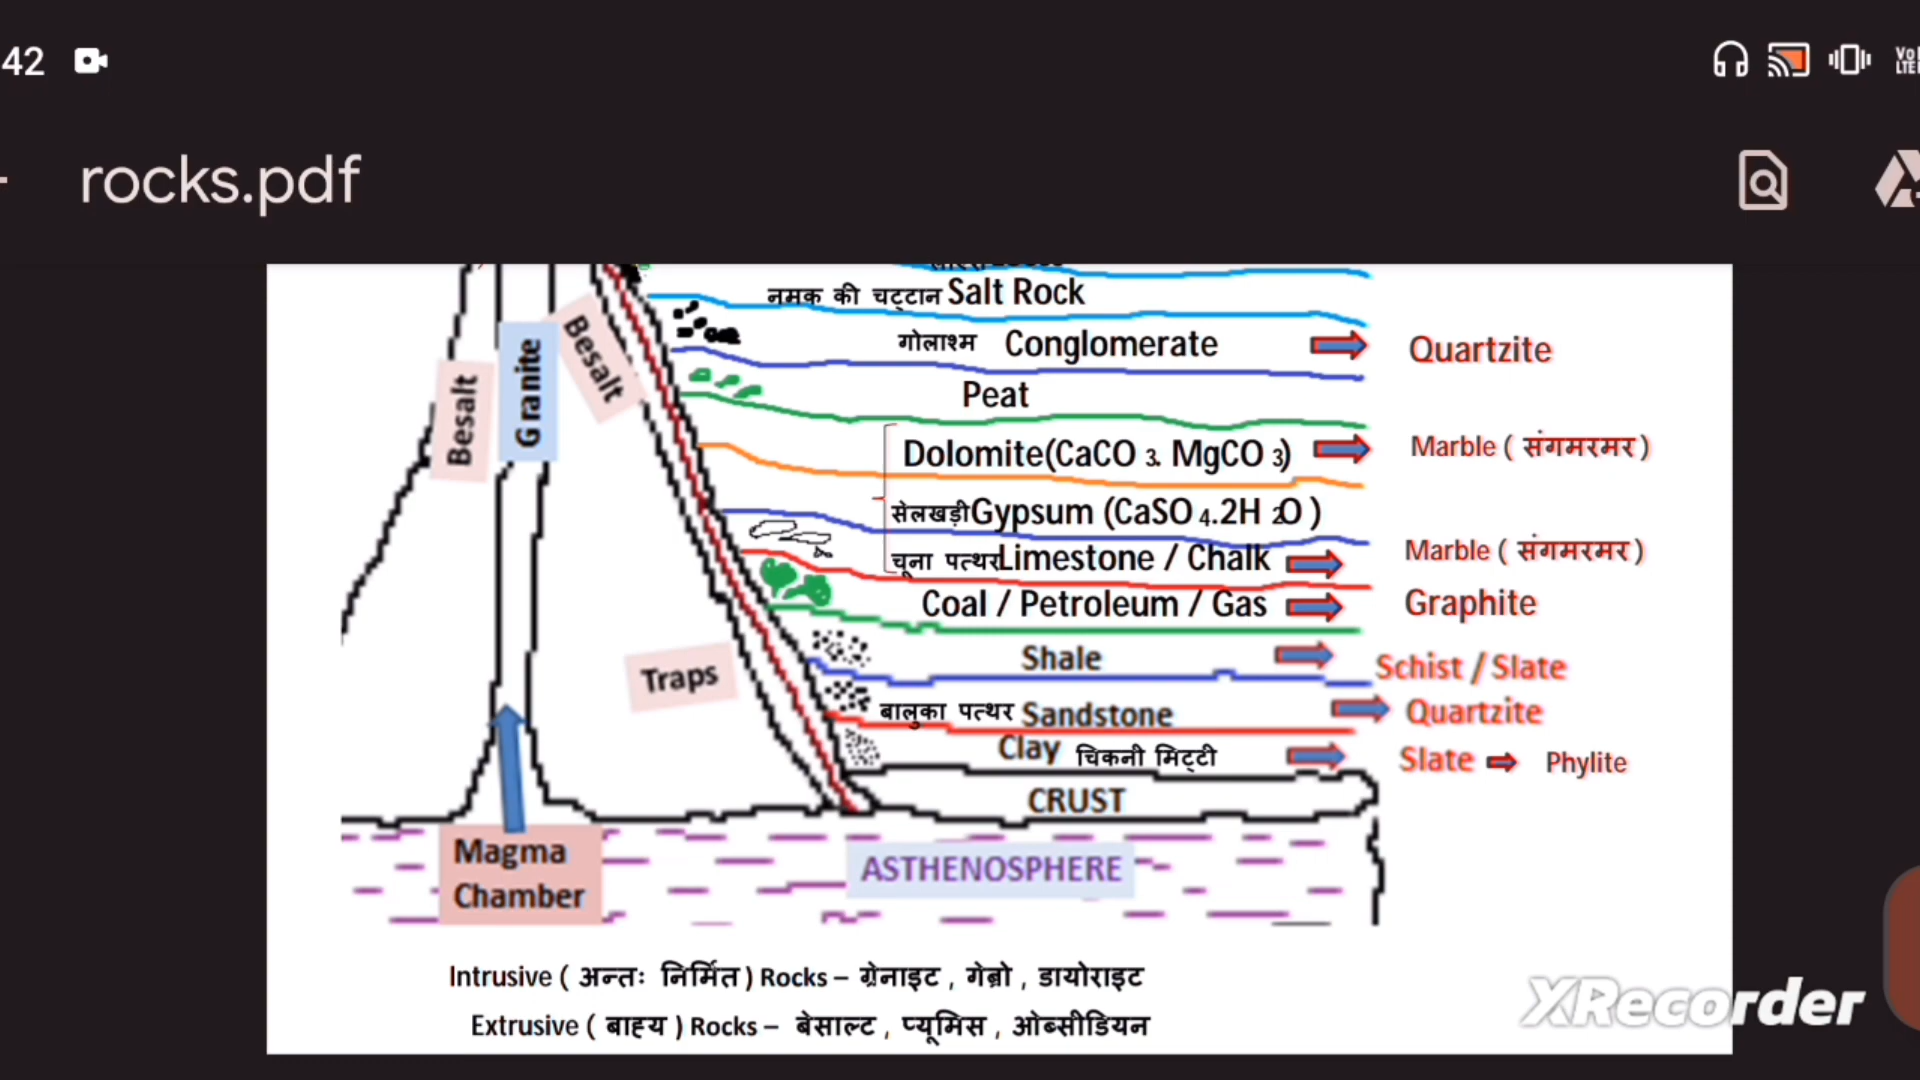 42
VoLTE
rocks.pdf
नमक की चट्टान Salt Rock
गोलाश्म Conglomerate Quartzite
Peat
Dolomite(CaCO 3. MgCO 3) Marble ( संगमरमर )
सेलखड़ी Gypsum (CaSO 4.2H 2O )
चूना पत्थर Limestone / Chalk Marble ( संगमरमर )
Coal / Petroleum / Gas Graphite
Shale Schist / Slate
बालुका पत्थर Sandstone Quartzite
Clay चिकनी मिट्टी Slate Phylite
CRUST
Besalt
Granite
Besalt
Traps
Magma
Chamber
ASTHENOSPHERE
Intrusive ( अन्तः निर्मित ) Rocks – ग्रेनाइट , गेब्रो , डायोराइट
Extrusive ( बाह्य ) Rocks – बेसाल्ट , प्यूमिस , ओब्सीडियन
XRecorder